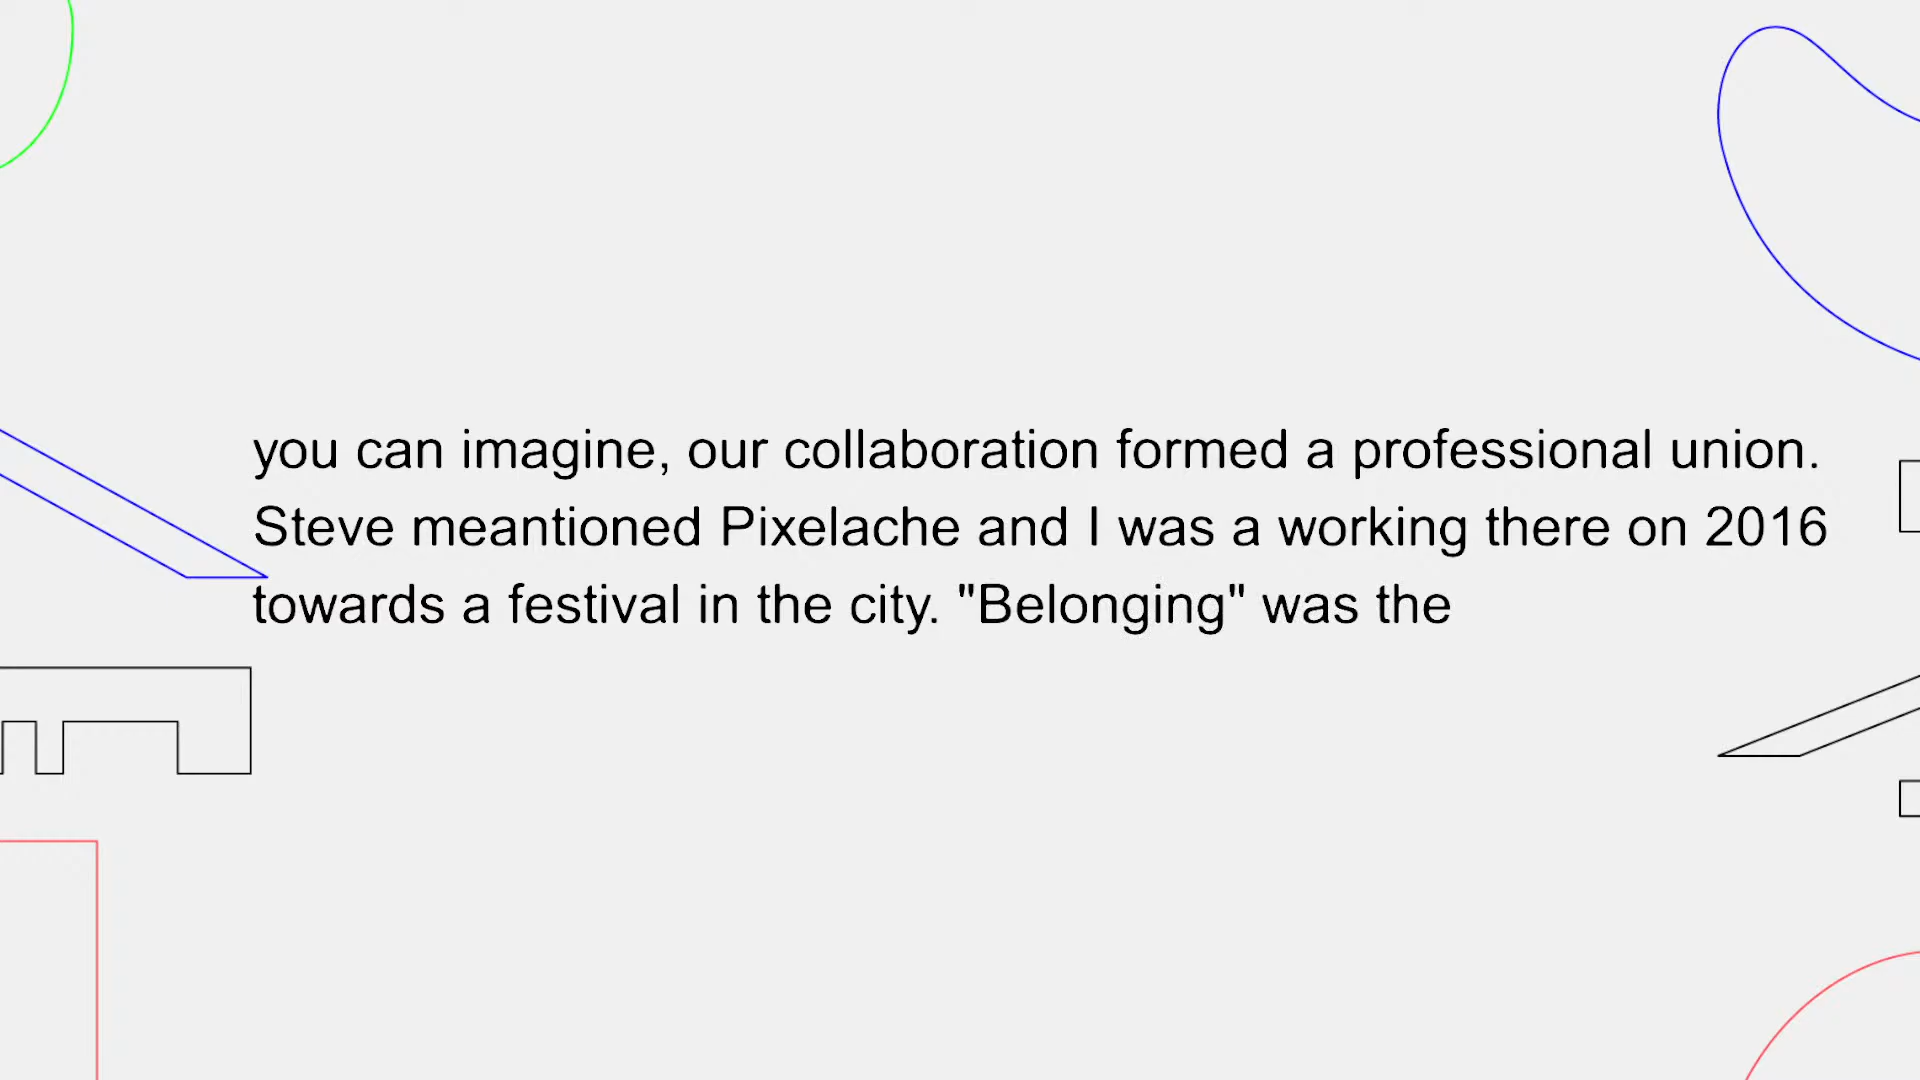 you can imagine, our collaboration formed a professional union.
Steve meantioned Pixelache and I was a working there on 2016
towards a festival in the city. "Belonging" was the